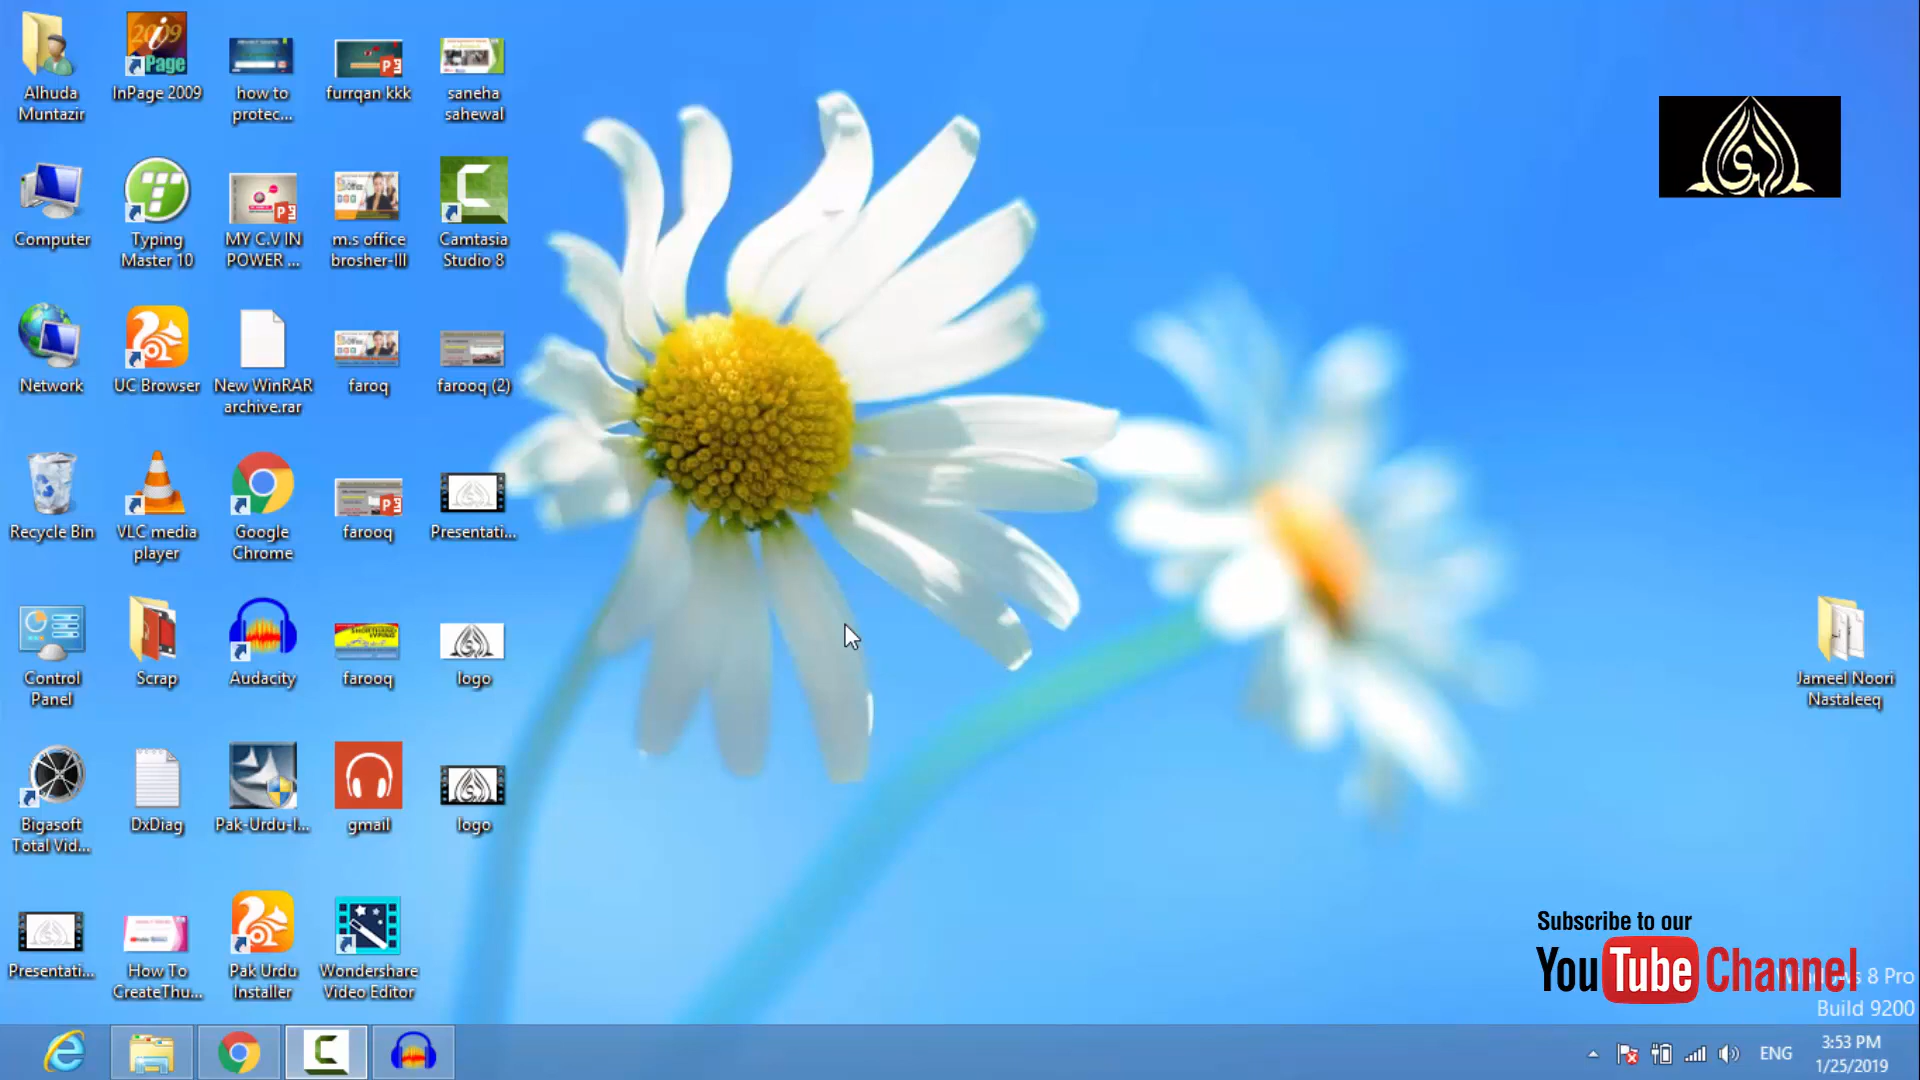 Alhuda
Muntazir
2009
Page
InPage 2009
how to
protec...
furrqan kkk
saneha
sahewal
Computer
Typing
Master 10
MY C.V IN
POWER ...
m.s office
brosher-III
Camtasia
Studio 8
Network
UC Browser
New WinRAR
archive.rar
faroq
farooq (2)
Recycle Bin
VLC media
player
Google
Chrome
farooq
Presentati...
Control
Panel
Scrap
Audacity
farooq
logo
Bigasoft
Total Vid...
DxDiag
Pak-Urdu-I...
gmail
logo
Presentati...
How To
CreateThu...
Pak Urdu
Installer
Wondershare
Video Editor
الهدی
Jameel Noori
Nastaleeq
Subscribe to our
YouTube Channel
Windows 8 Pro
Build 9200
ENG
3:53 PM
1/25/2019